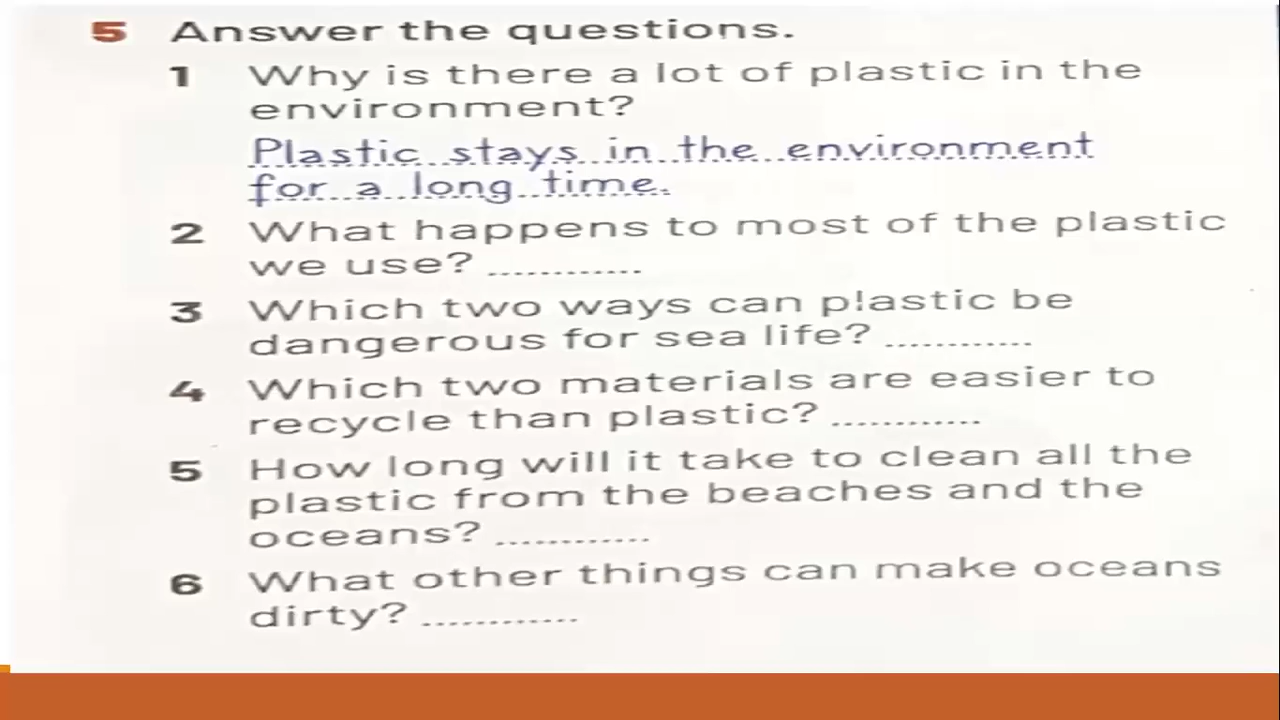 5 Answer the questions.
1 Why is there a lot of plastic in the
environment?
Plastic stays in the environment
for a long time.
2 What happens to most of the plastic
we use? ............
3 Which two ways can plastic be
dangerous for sea life? ............
4 Which two materials are easier to
recycle than plastic? ............
5 How long will it take to clean all the
plastic from the beaches and the
oceans? ............
6 What other things can make oceans
dirty? ............